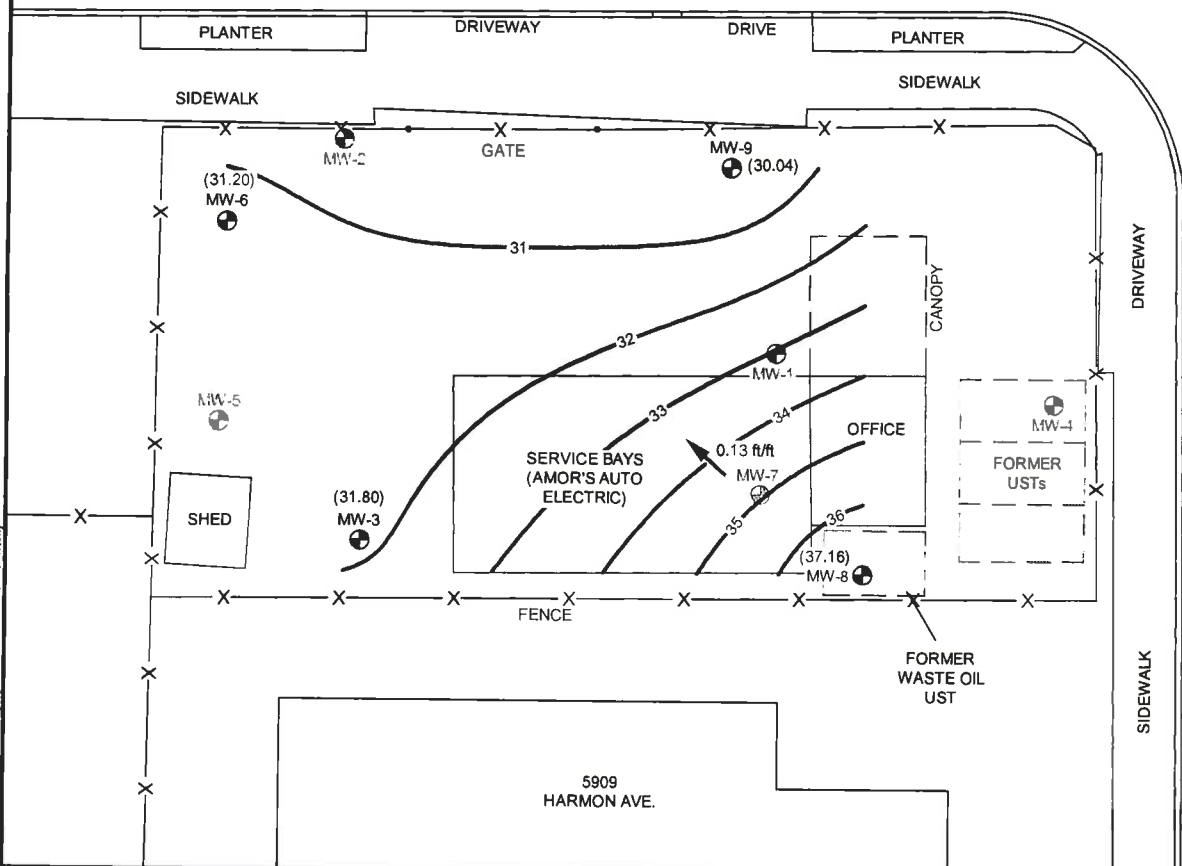 PLANTER
DRIVEWAY
DRIVE
PLANTER
SIDEWALK
SIDEWALK
MW-2
GATE
MW-9
(30.04)
(31.20)
MW-6
31
DRIVEWAY
CANOPY
32
MW-1
MW-5
33
34
OFFICE
MW-4
0.13 ft/ft
SERVICE BAYS
(AMOR'S AUTO
ELECTRIC)
MW-7
FORMER
USTs
(31.80)
MW-3
SHED
35
36
(37.16)
MW-8
FENCE
FORMER
WASTE OIL
UST
SIDEWALK
5909
HARMON AVE.